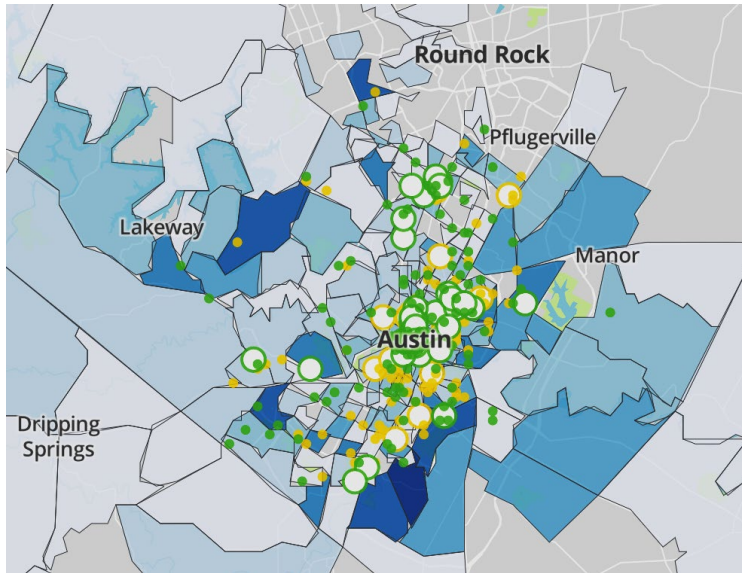 Round Rock
Pflugerville
Lakeway
Manor
Austin
Dripping
Springs